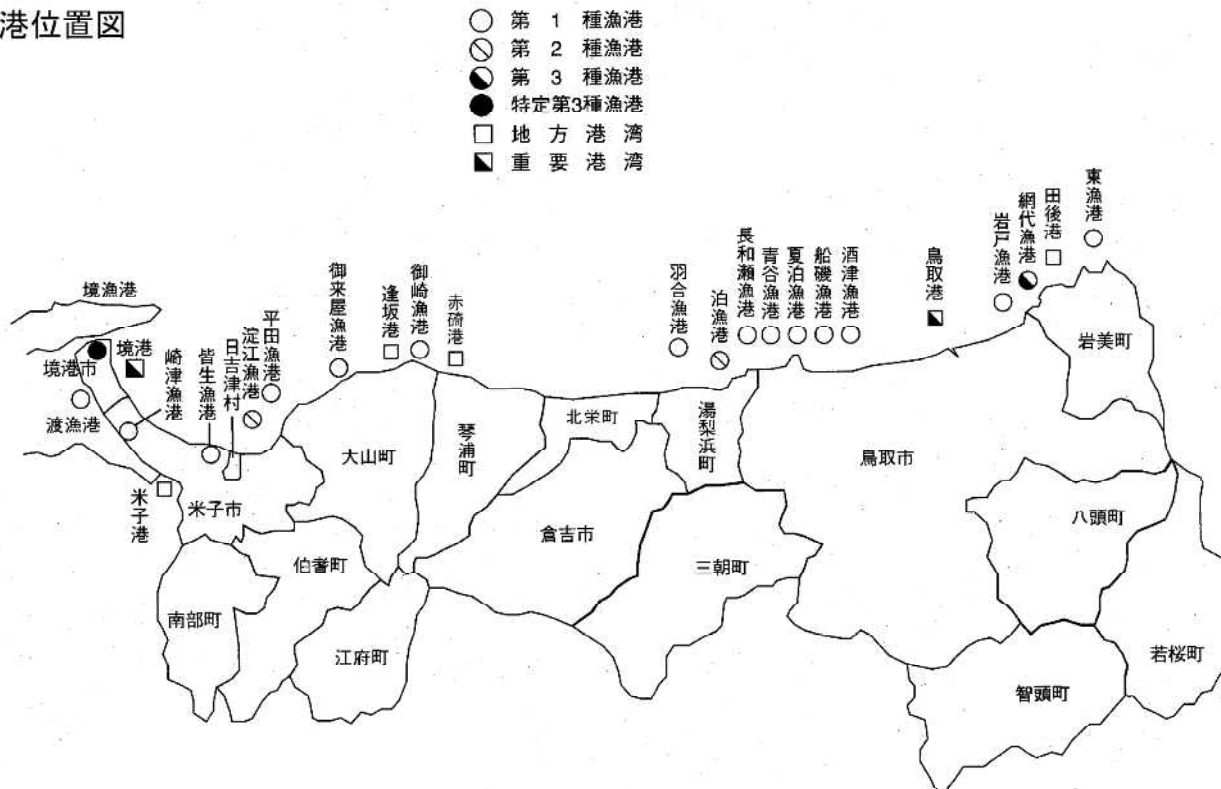 港位置図
第 1 種漁港
第 2 種漁港
第 3 種漁港
特定第3種漁港
地 方 港 湾
重 要 港 湾
境漁港
境港市
境港
渡漁港
崎津漁港
皆生漁港
日吉津村
淀江漁港
平田漁港
御来屋漁港
逢坂港
御崎漁港
赤碕港
羽合漁港
泊漁港
長和瀬漁港
青谷漁港
夏泊漁港
船磯漁港
酒津漁港
鳥取港
岩戸漁港
網代漁港
田後港
東漁港
米子港
米子市
大山町
琴浦町
北栄町
湯梨浜町
鳥取市
岩美町
八頭町
倉吉市
三朝町
伯耆町
南部町
江府町
智頭町
若桜町